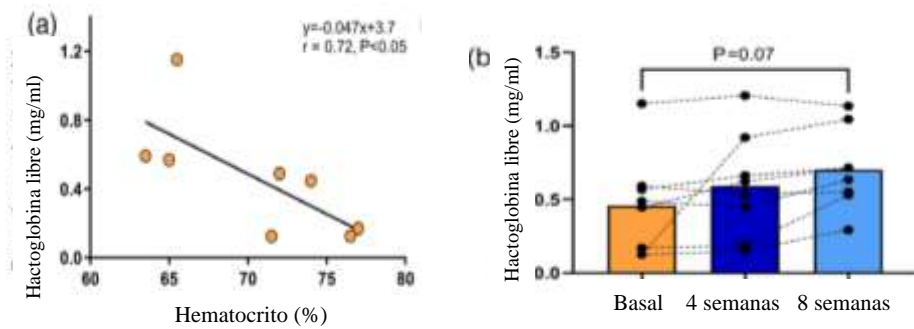 (a)
y=-0.047x+3.7
r = 0.72, P<0.05
Hactoglobina libre (mg/ml)
1.2
0.8
0.4
0.0
60 65 70 75 80
Hematocrito (%)
(b
P=0.07
Hactoglobina libre (mg/ml)
1.5
1.0
0.5
0.0
Basal 4 semanas 8 semanas